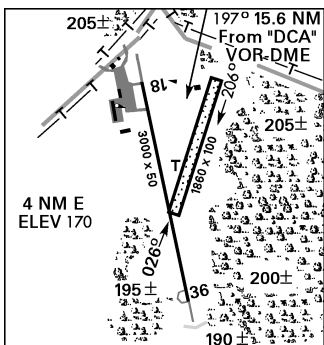 205±
197° 15.6 NM
From "DCA"
VOR-DME
18
206°
205±
3000 x 50
T
1860 x 100
4 NM E
ELEV 170
026°
195±
36
200±
190±
T
T
T
T
T